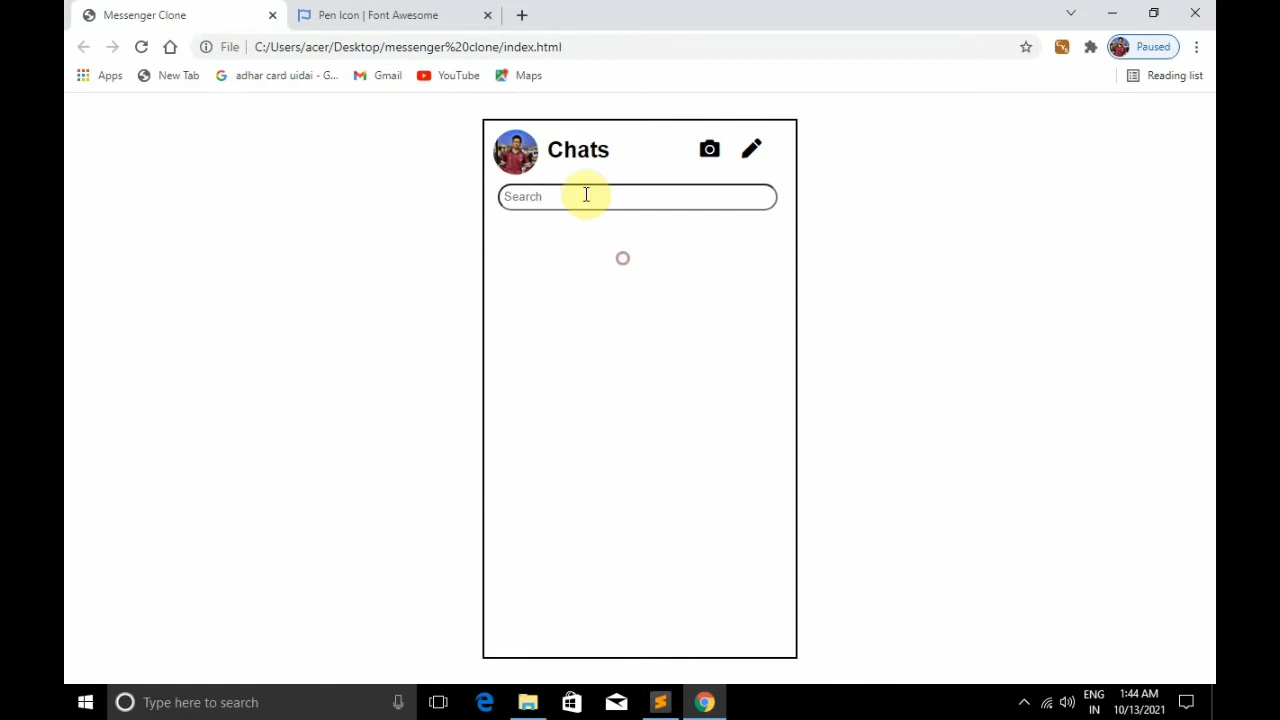 Messenger Clone
Pen Icon | Font Awesome
File
C:/Users/acer/Desktop/messenger%20clone/index.html
Paused
Apps
New Tab
adhar card uidai - G...
Gmail
YouTube
Maps
Reading list
Chats
Search
Type here to search
ENG
IN
1:44 AM
10/13/2021